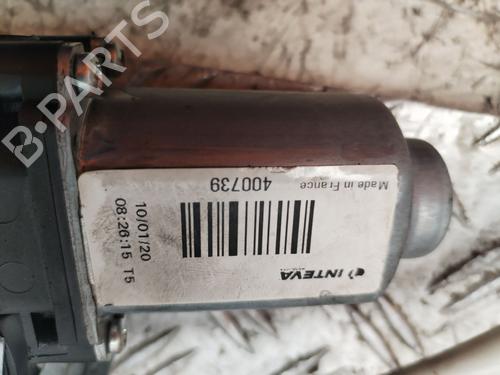 B-PARTS
Made in France
400739
INTEVA
10/01/20
08:26:15 T5